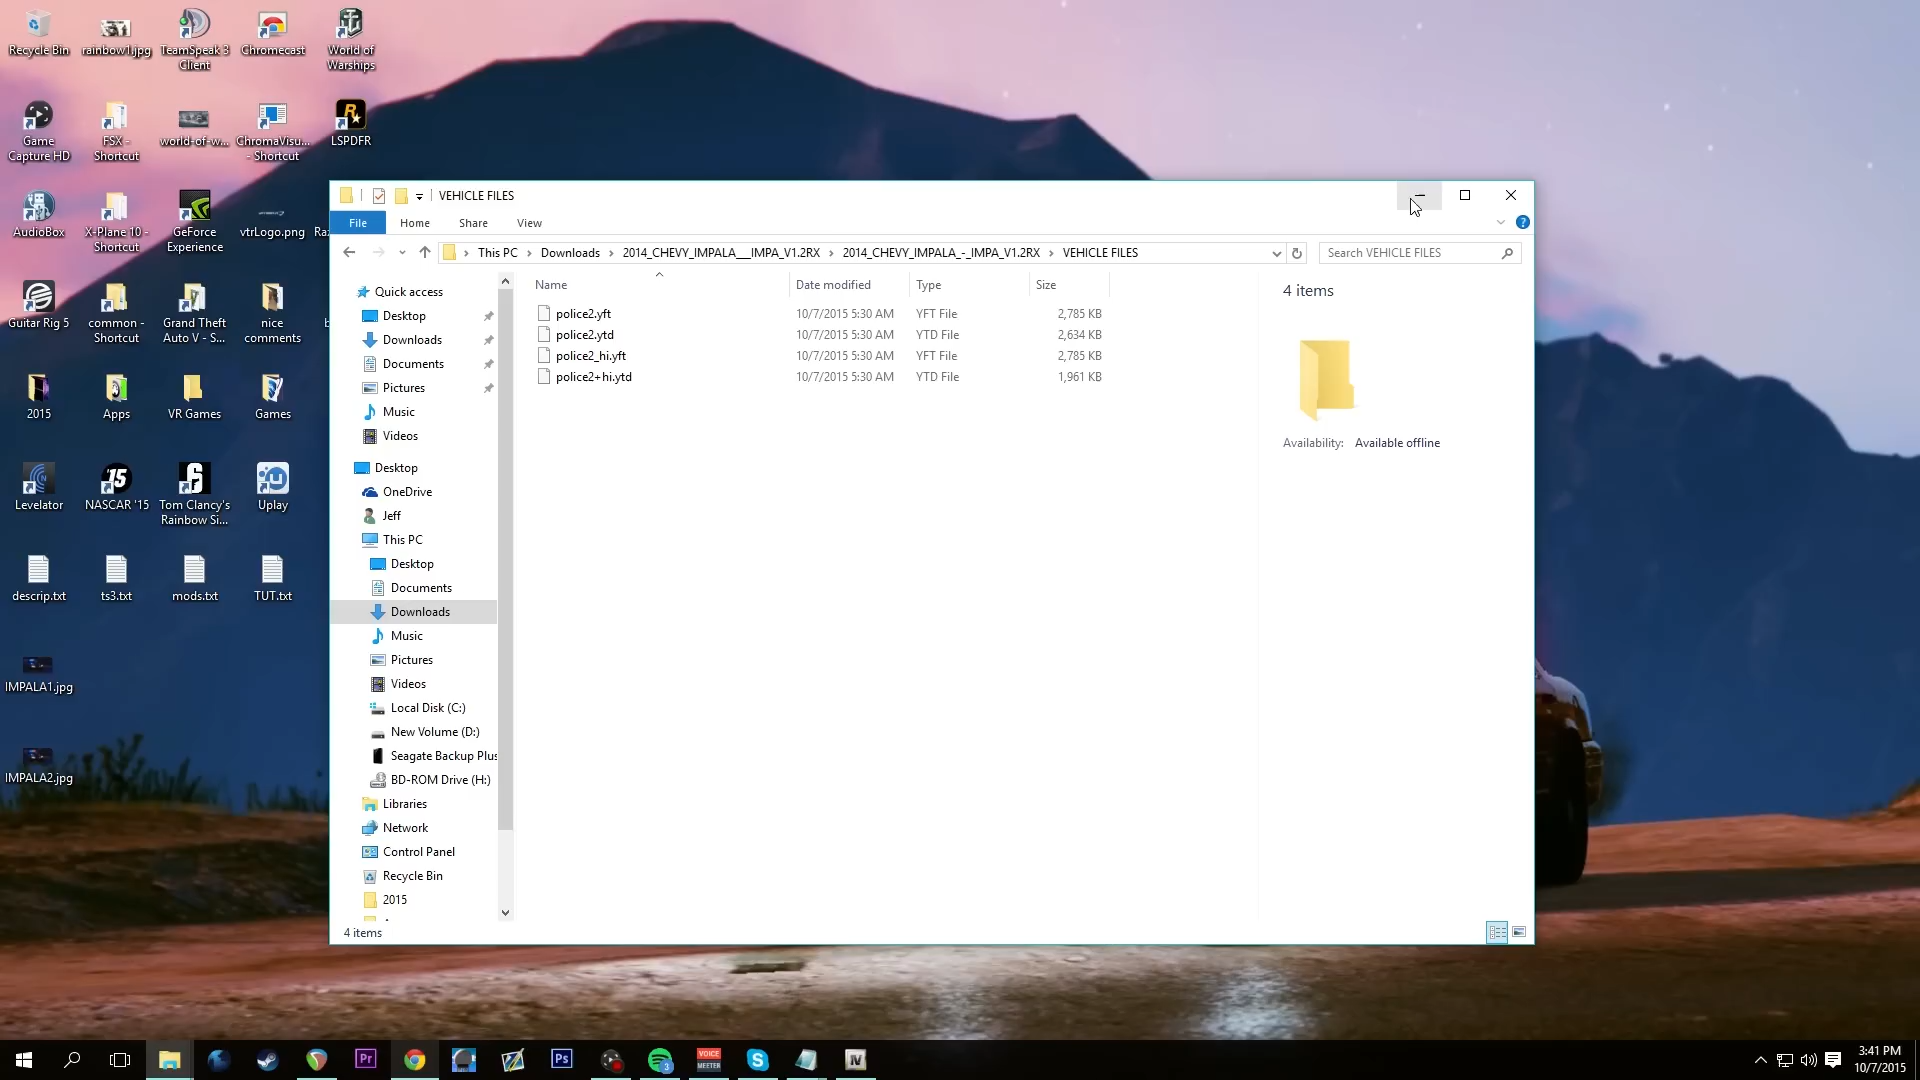 Recycle Bin
rainbow1.jpg
TeamSpeak 3
Client
Chromecast
World of
Warships
Game
Capture HD
FSX -
Shortcut
world-of-w...
ChromaVisu...
- Shortcut
LSPDFR
AudioBox
X-Plane 10 -
Shortcut
GeForce
Experience
vtrLogo.png
Guitar Rig 5
common -
Shortcut
Grand Theft
Auto V - S...
nice
comments
2015
Apps
VR Games
Games
Levelator
'15
NASCAR '15
Tom Clancy's
Rainbow Si...
Uplay
descrip.txt
ts3.txt
mods.txt
TUT.txt
IMPALA1.jpg
IMPALA2.jpg
VEHICLE FILES
File
Home
Share
View
This PC
Downloads
2014_CHEVY_IMPALA___IMPA_V1.2RX
2014_CHEVY_IMPALA_-_IMPA_V1.2RX
VEHICLE FILES
Search VEHICLE FILES
Quick access
Desktop
Downloads
Documents
Pictures
Music
Videos
Desktop
OneDrive
Jeff
This PC
Desktop
Documents
Downloads
Music
Pictures
Videos
Local Disk (C:)
New Volume (D:)
Seagate Backup Plus
BD-ROM Drive (H:)
Libraries
Network
Control Panel
Recycle Bin
2015
Name Date modified Type Size
police2.yft 10/7/2015 5:30 AM YFT File 2,785 KB
police2.ytd 10/7/2015 5:30 AM YTD File 2,634 KB
police2_hi.yft 10/7/2015 5:30 AM YFT File 2,785 KB
police2+hi.ytd 10/7/2015 5:30 AM YTD File 1,961 KB
4 items
Availability: Available offline
4 items
Pr
Ps
3
VOICE
MEETER
3:41 PM
10/7/2015